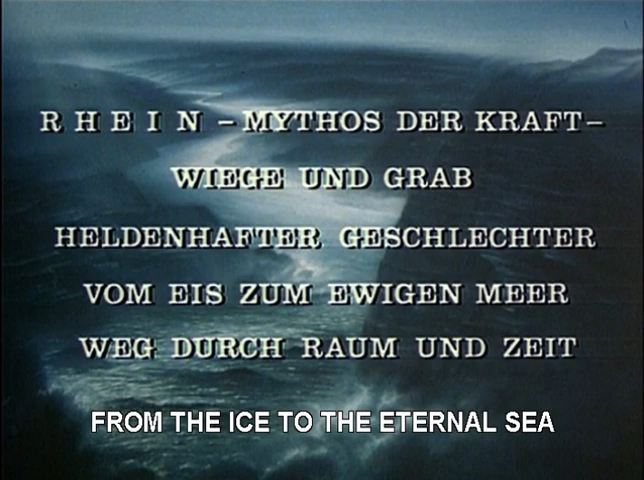 R H E I N - MYTHOS DER KRAFT -
WIEGE UND GRAB
HELDENHAFTER GESCHLECHTER
VOM EIS ZUM EWIGEN MEER
WEG DURCH RAUM UND ZEIT
FROM THE ICE TO THE ETERNAL SEA